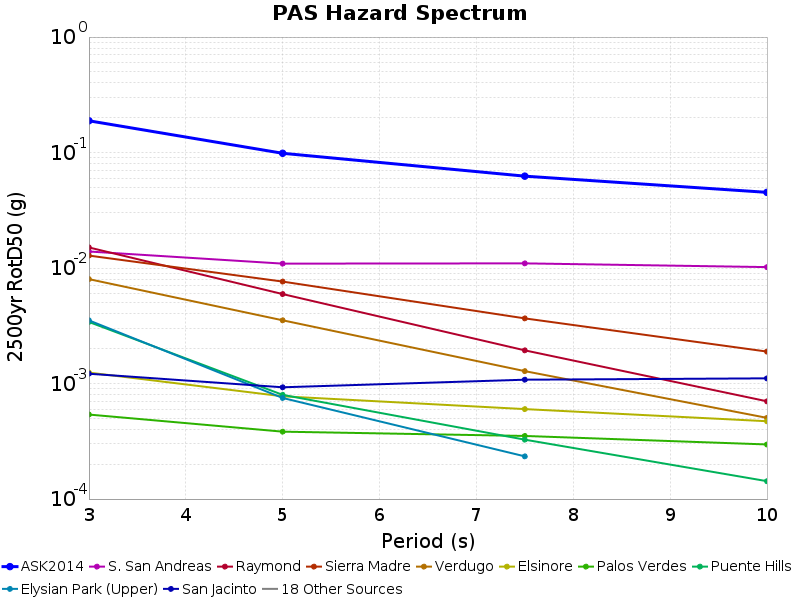 PAS Hazard Spectrum
10^0
10^-1
10^-2
10^-3
10^-4
2500yr RotD50 (g)
3 4 5 6 7 8 9 10
Period (s)
ASK2014 S. San Andreas Raymond Sierra Madre Verdugo Elsinore Palos Verdes Puente Hills
Elysian Park (Upper) San Jacinto 18 Other Sources